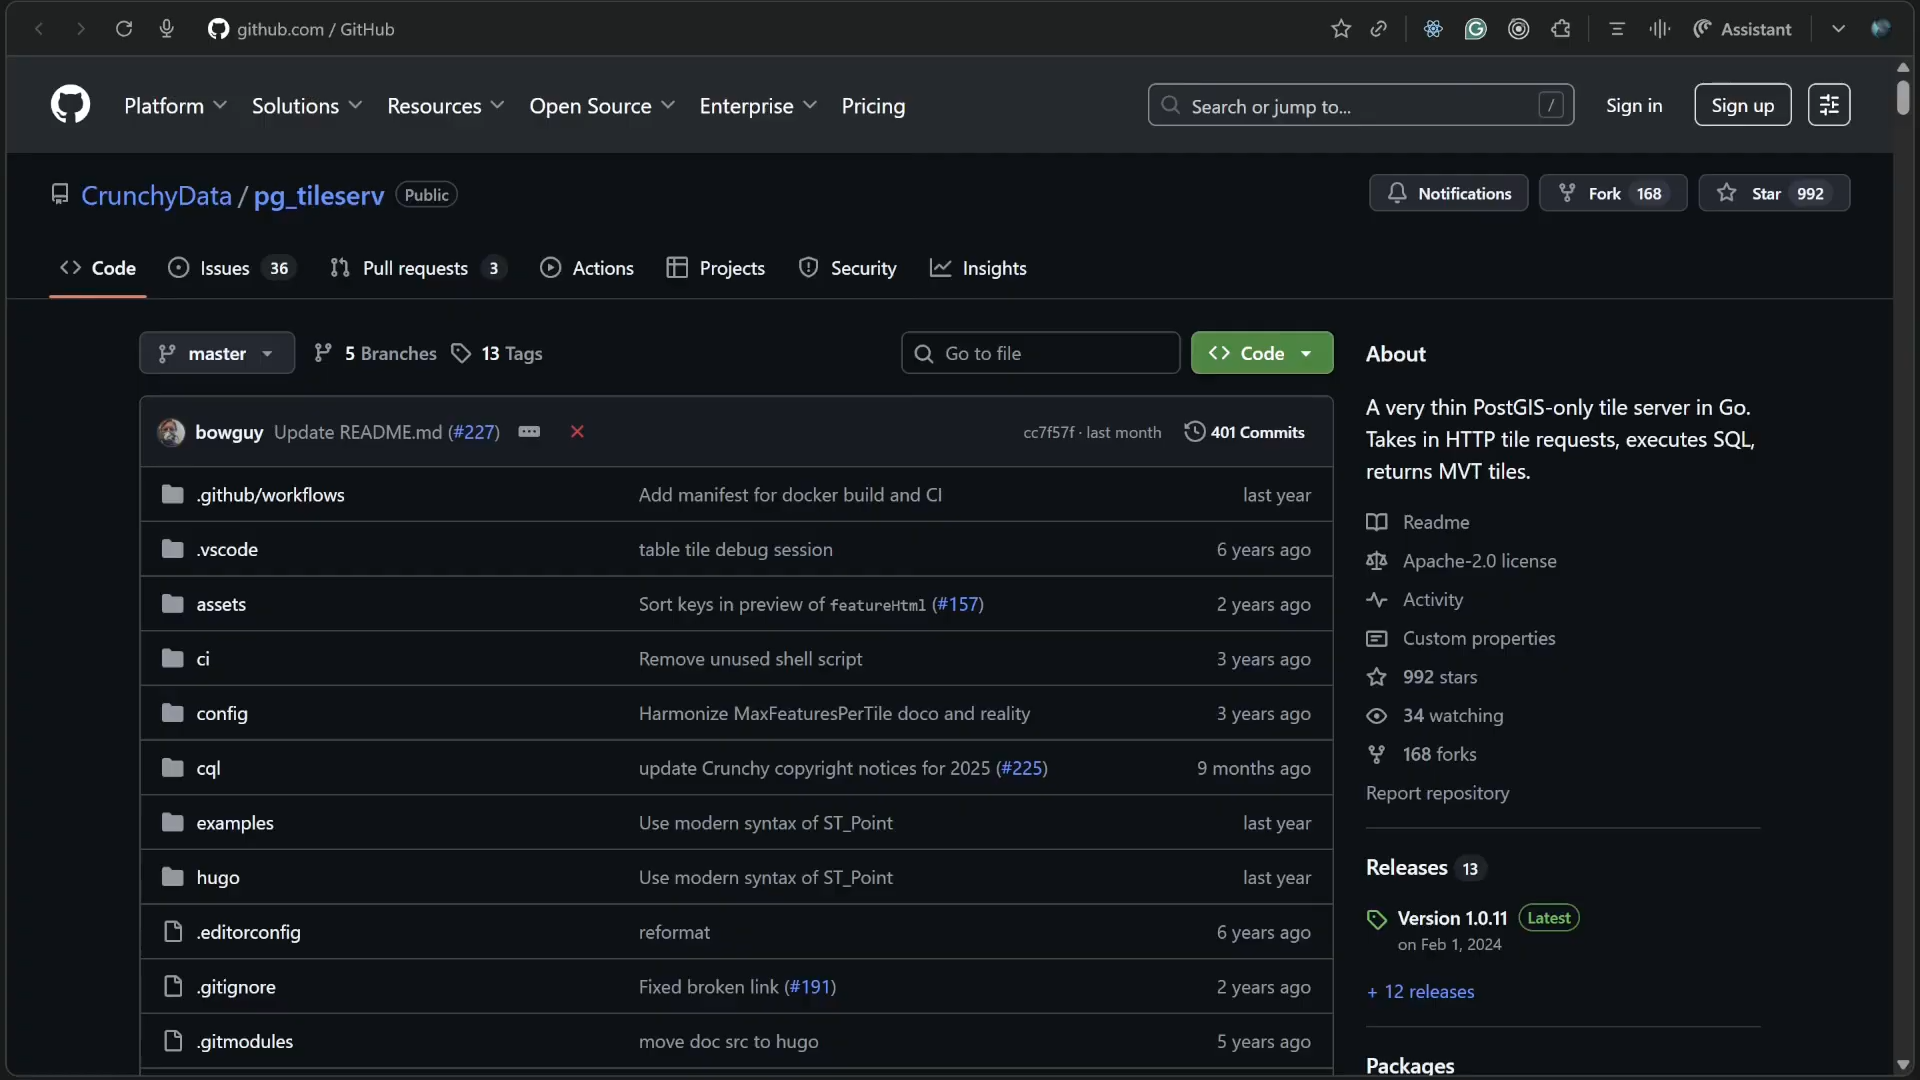 github.com / GitHub
Assistant
Platform Solutions Resources Open Source Enterprise Pricing
Search or jump to... /
Sign in
Sign up
CrunchyData / pg_tileserv Public
Notifications
Fork 168
Star 992
Code
Issues 36
Pull requests 3
Actions
Projects
Security
Insights
master
5 Branches
13 Tags
Go to file
Code
bowguy Update README.md (#227) cc7f57f · last month 401 Commits
.github/workflows Add manifest for docker build and CI last year
.vscode table tile debug session 6 years ago
assets Sort keys in preview of featureHtml (#157) 2 years ago
ci Remove unused shell script 3 years ago
config Harmonize MaxFeaturesPerTile doco and reality 3 years ago
cql update Crunchy copyright notices for 2025 (#225) 9 months ago
examples Use modern syntax of ST_Point last year
hugo Use modern syntax of ST_Point last year
.editorconfig reformat 6 years ago
.gitignore Fixed broken link (#191) 2 years ago
.gitmodules move doc src to hugo 5 years ago
About
A very thin PostGIS-only tile server in Go.
Takes in HTTP tile requests, executes SQL,
returns MVT tiles.
Readme
Apache-2.0 license
Activity
Custom properties
992 stars
34 watching
168 forks
Report repository
Releases 13
Version 1.0.11 Latest
on Feb 1, 2024
+ 12 releases
Packages